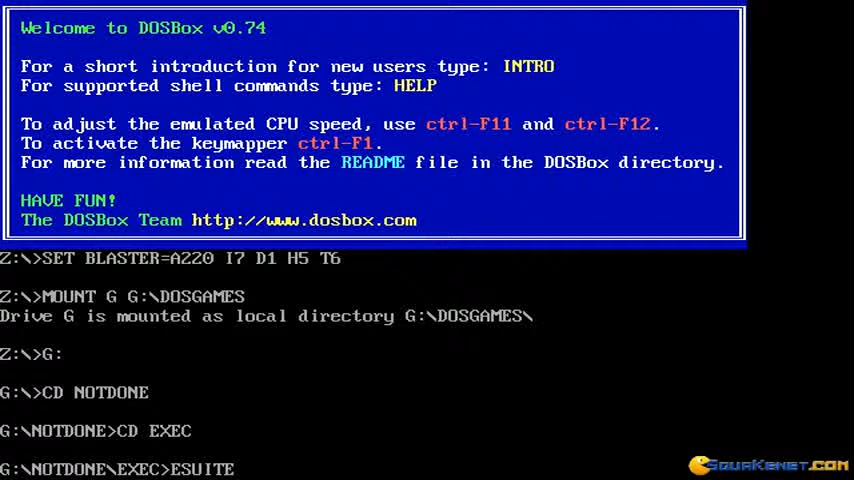 Welcome to DOSBox v0.74
For a short introduction for new users type: INTRO
For supported shell commands type: HELP
To adjust the emulated CPU speed, use ctrl-F11 and ctrl-F12.
To activate the keymapper ctrl-F1.
For more information read the README file in the DOSBox directory.
HAVE FUN!
The DOSBox Team http://www.dosbox.com
Z:\>SET BLASTER=A220 I7 D1 H5 T6
Z:\>MOUNT G G:\DOSGAMES
Drive G is mounted as local directory G:\DOSGAMES\
Z:\>G:
G:\>CD NOTDONE
G:\NOTDONE>CD EXEC
G:\NOTDONE\EXEC>ESUITE
SquaKenet.com